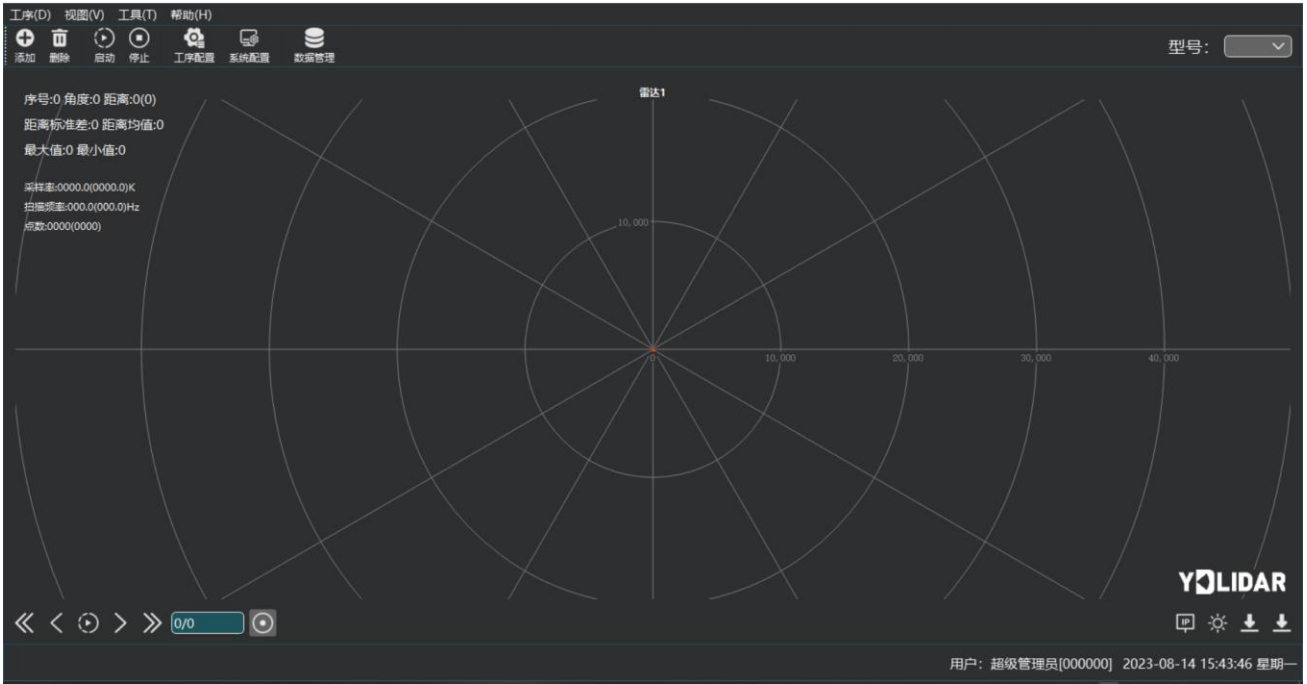 工序(D) 视图(V) 工具(T) 帮助(H)
添加 删除 启动 停止 工序配置 系统配置 数据管理
型号：
雷达1
序号:0 角度:0 距离:0(0)
距离标准差:0 距离均值:0
最大值:0 最小值:0
采样率:0000.0(0000.0)K
扫描频率:000.0(000.0)Hz
点数:0000(0000)
10,000
0 10,000 20,000 30,000 40,000
YDLIDAR
0/0
IP
用户：超级管理员[000000] 2023-08-14 15:43:46 星期一